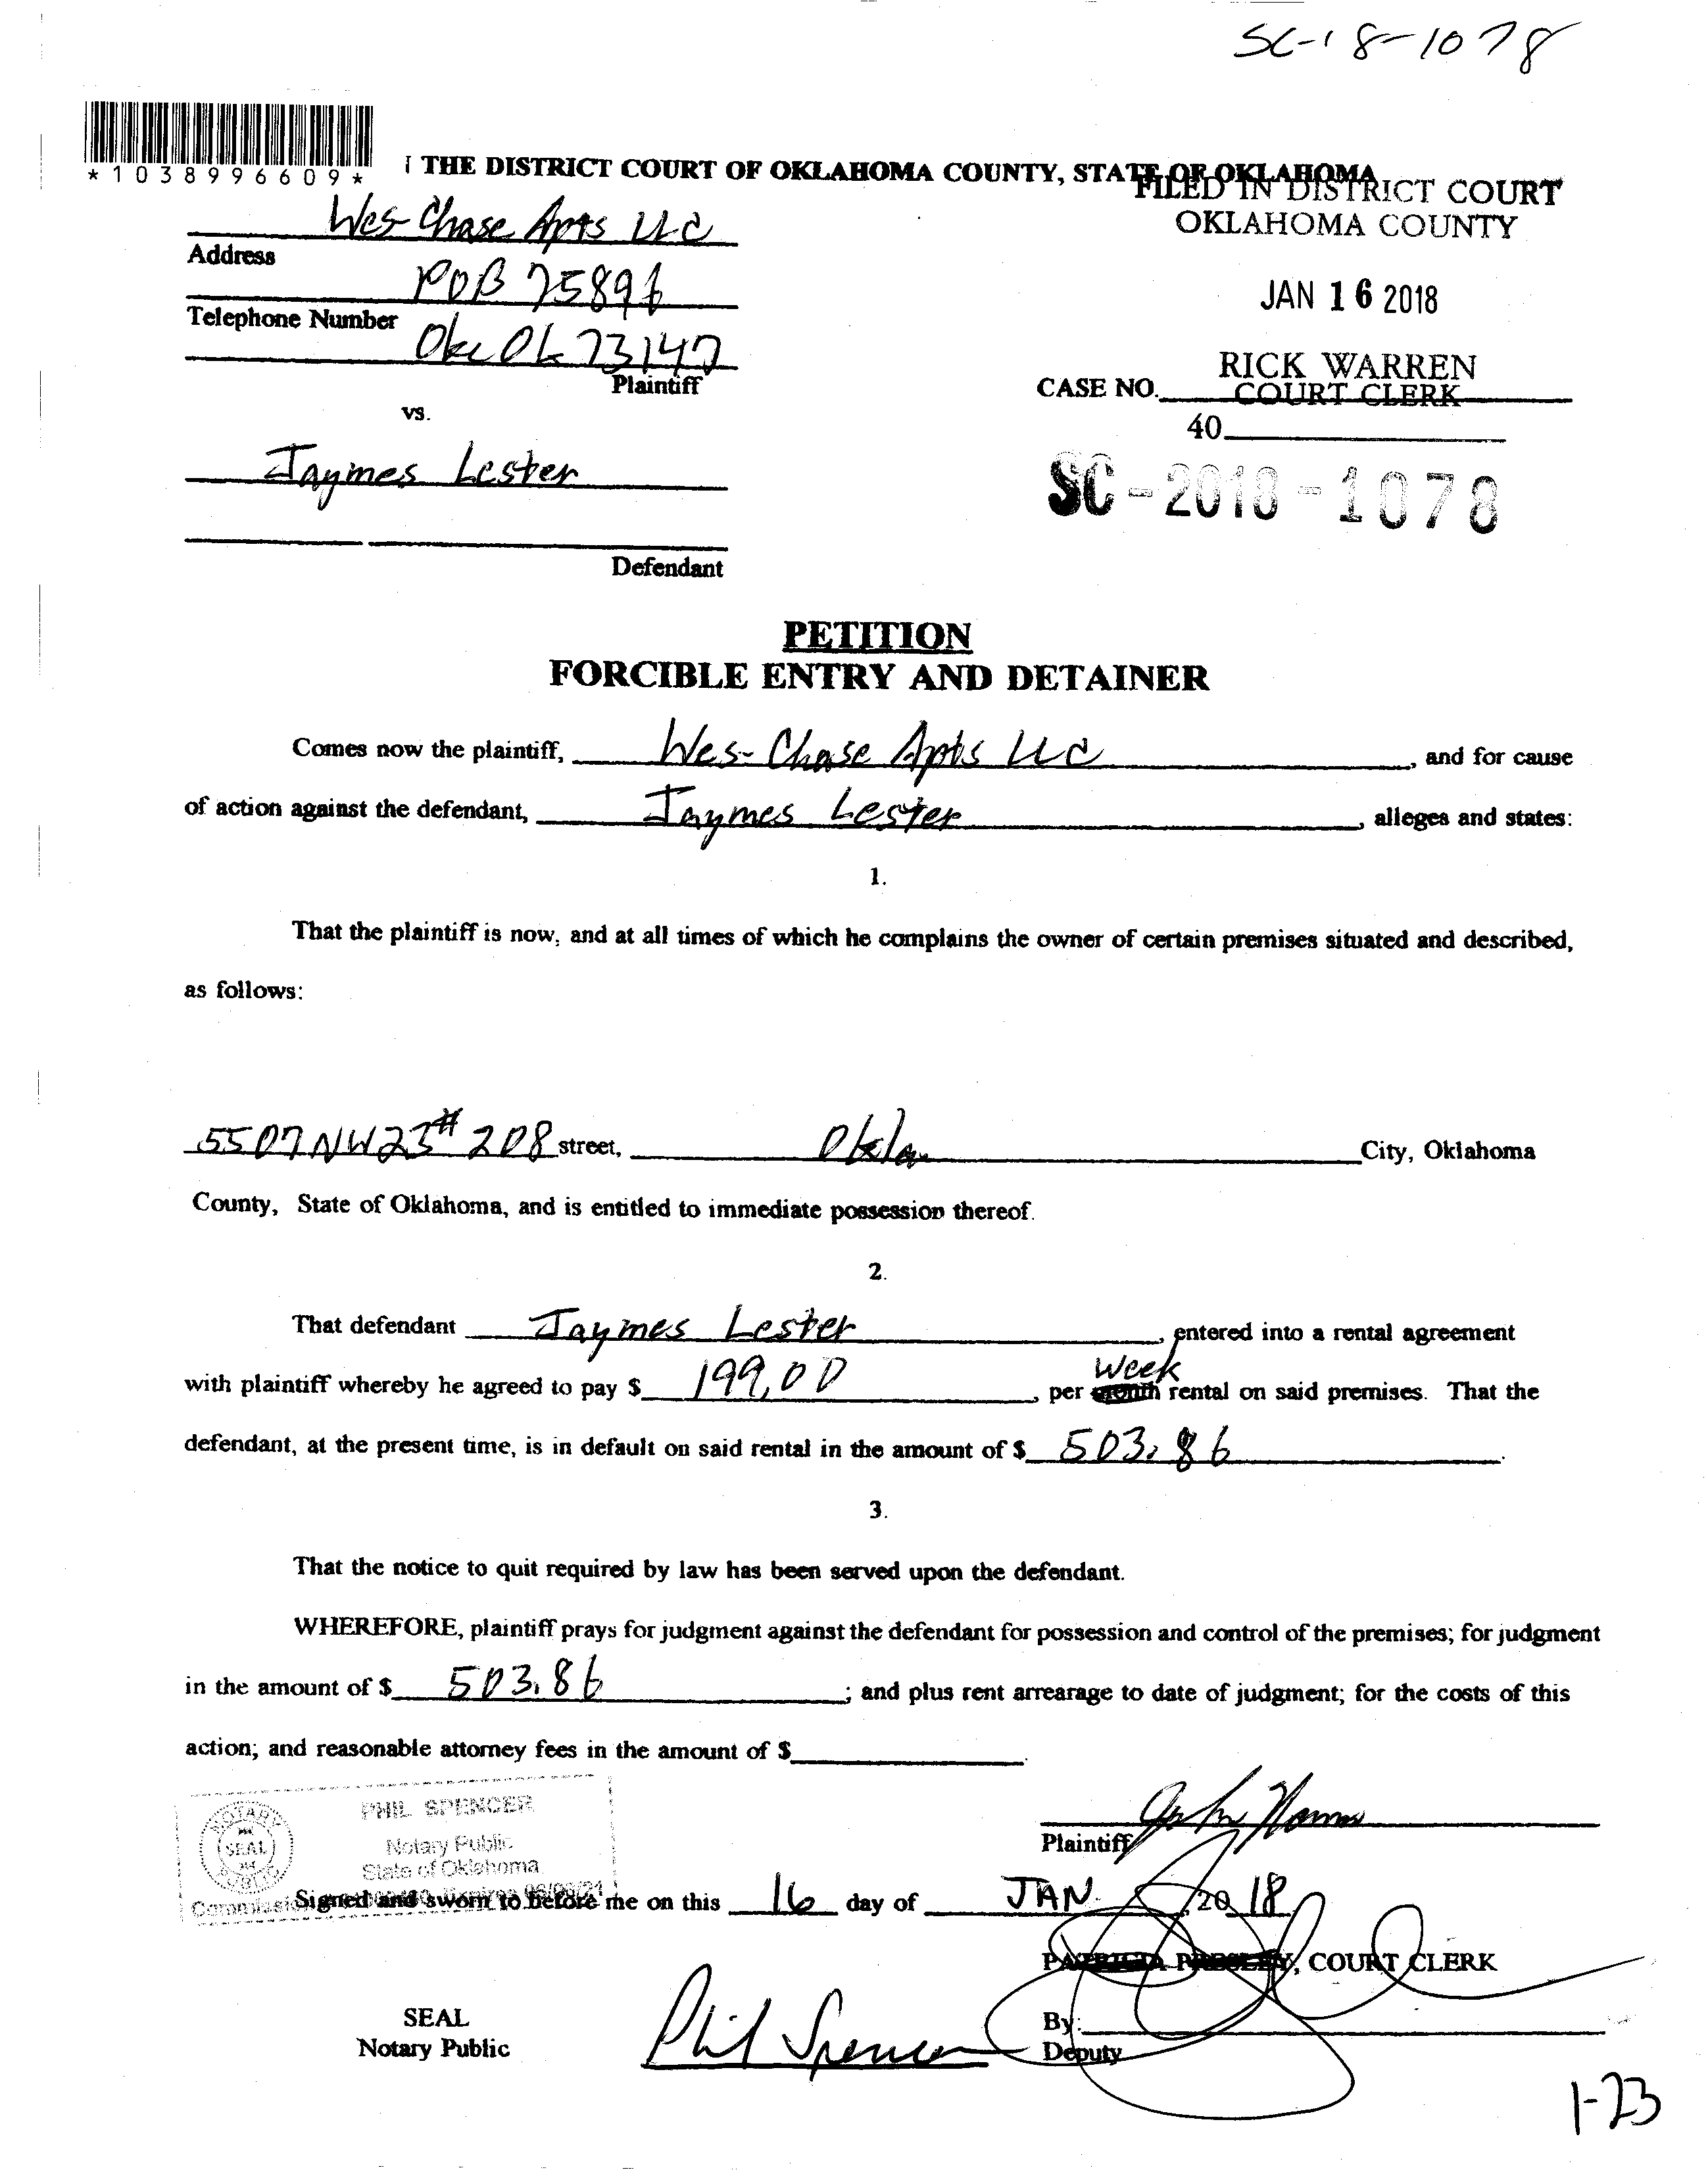 SC-18-1078
*1038996609*
THE DISTRICT COURT OF OKLAHOMA COUNTY, STATE OF OKLAHOMA
FILED IN DISTRICT COURT
OKLAHOMA COUNTY
Wes-Chase Apts LLC
Address
POB 75896
JAN 16 2018
Telephone Number
Okc Ok 73147
Plaintiff
RICK WARREN
COURT CLERK
CASE NO.
vs.
40
Jaymes Lester
SC-2018-1078
Defendant
PETITION
FORCIBLE ENTRY AND DETAINER
Comes now the plaintiff, Wes-Chase Apts LLC, and for cause
of action against the defendant, Jaymes Lester, alleges and states:
1.
That the plaintiff is now, and at all times of which he complains the owner of certain premises situated and described,
as follows:
5507 NW 23 # 208 street, Okla City, Oklahoma
County, State of Oklahoma, and is entitled to immediate possession thereof.
2.
That defendant Jaymes Lester, entered into a rental agreement
with plaintiff whereby he agreed to pay $ 199.00, per month Week rental on said premises. That the
defendant, at the present time, is in default on said rental in the amount of $ 503.86.
3.
That the notice to quit required by law has been served upon the defendant.
WHEREFORE, plaintiff prays for judgment against the defendant for possession and control of the premises; for judgment
in the amount of $ 503.86; and plus rent arrearage to date of judgment; for the costs of this
action; and reasonable attorney fees in the amount of $
PHIL SPENCER
Notary Public
State of Oklahoma
NOTARY
SEAL
PUBLIC
Plaintiff
Signed and sworn to before me on this 16 day of JAN., 20 18
PATRICIA PRESLEY, COURT CLERK
SEAL
Notary Public
Phil Spencer
By:
Deputy
1-23